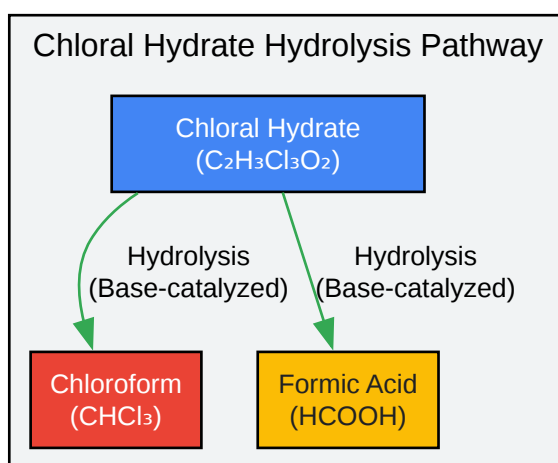 Chloral Hydrate Hydrolysis Pathway
Chloral Hydrate
(C₂H₃Cl₃O₂)
Hydrolysis
(Base-catalyzed)
Hydrolysis
(Base-catalyzed)
Chloroform
(CHCl₃)
Formic Acid
(HCOOH)